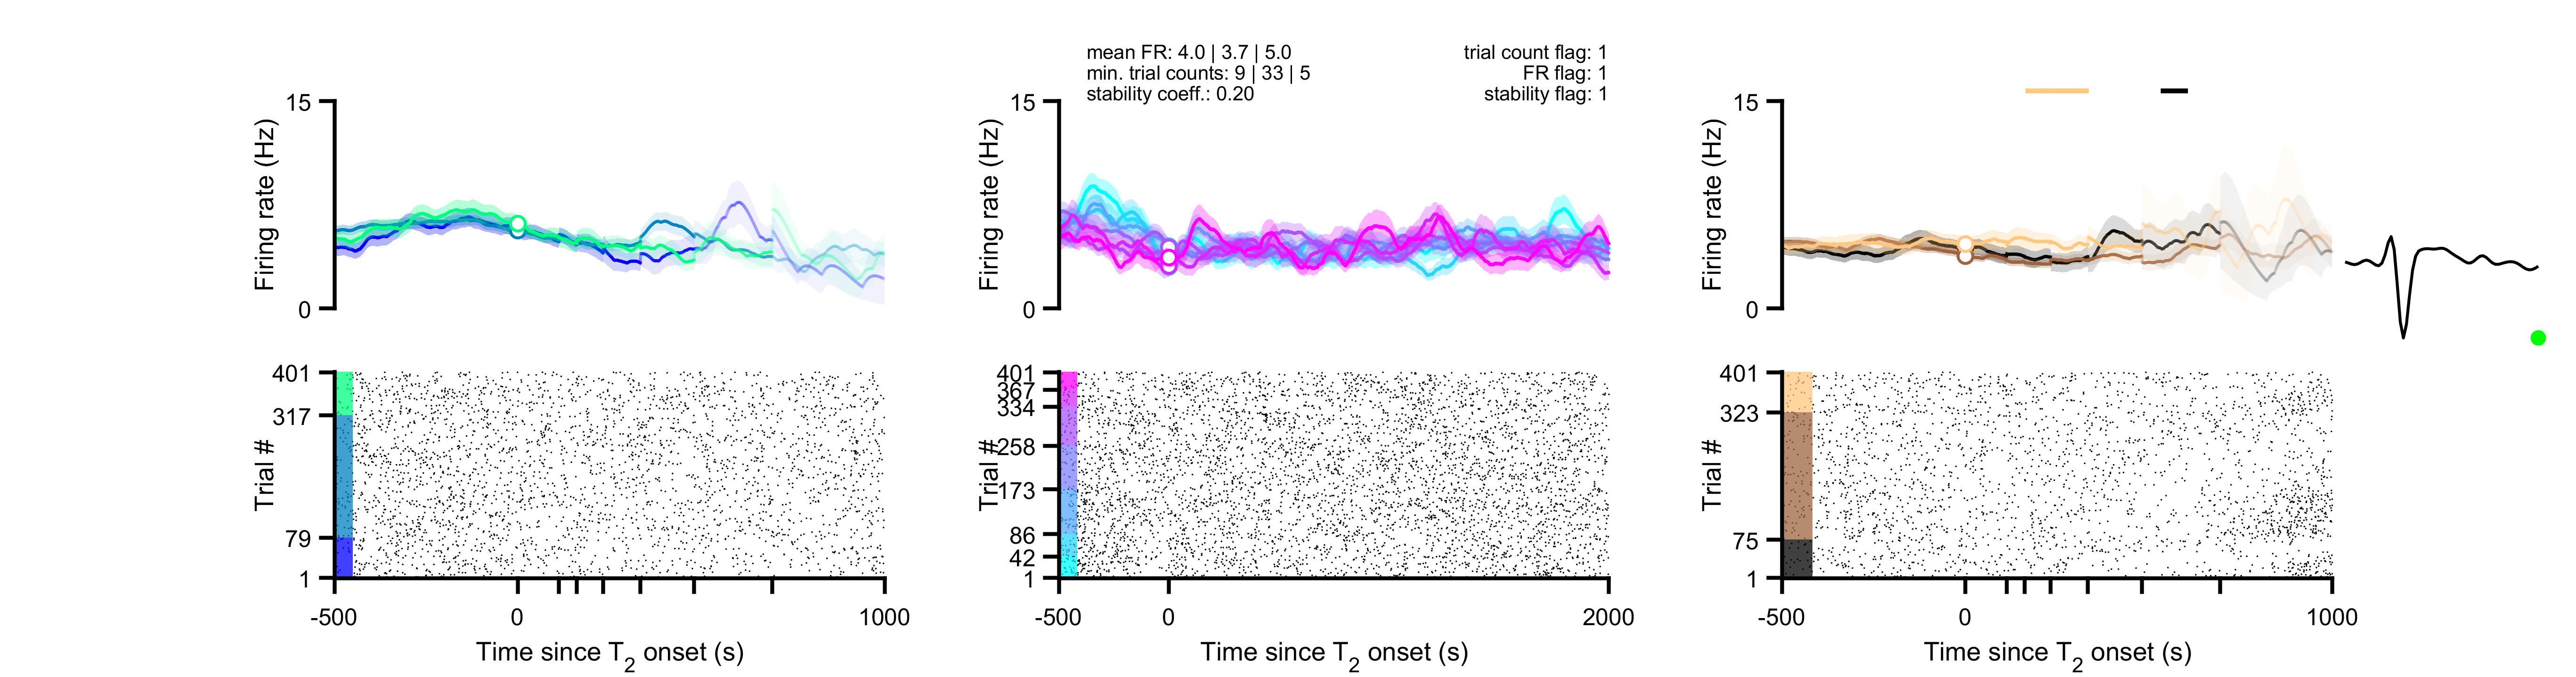 mean FR: 4.0 | 3.7 | 5.0
min. trial counts: 9 | 33 | 5
stability coeff.: 0.20
trial count flag: 1
FR flag: 1
stability flag: 1
15
0
Firing rate (Hz)
15
0
Firing rate (Hz)
15
0
Firing rate (Hz)
401
317
79
1
Trial #
-500
0
1000
Time since T2 onset (s)
401
367
334
258
173
86
42
1
Trial #
-500
0
2000
Time since T2 onset (s)
401
323
75
1
Trial #
-500
0
1000
Time since T2 onset (s)